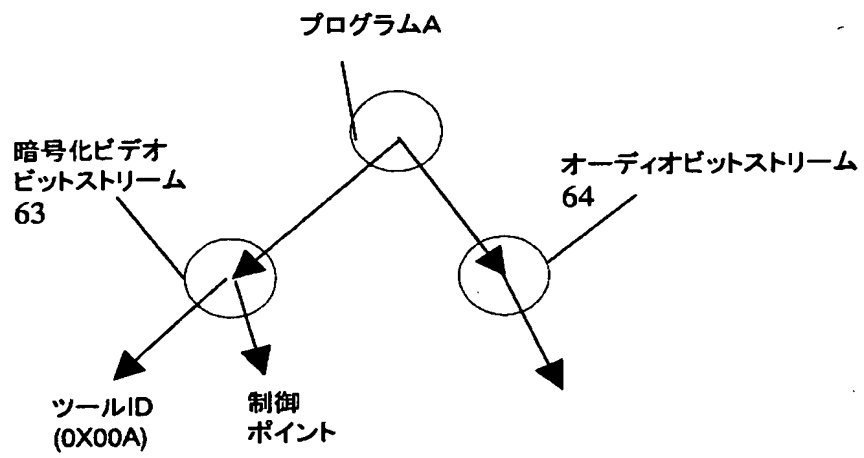 プログラムA
暗号化ビデオ
ビットストリーム
63
オーディオビットストリーム
64
ツールID
(0X00A)
制御
ポイント